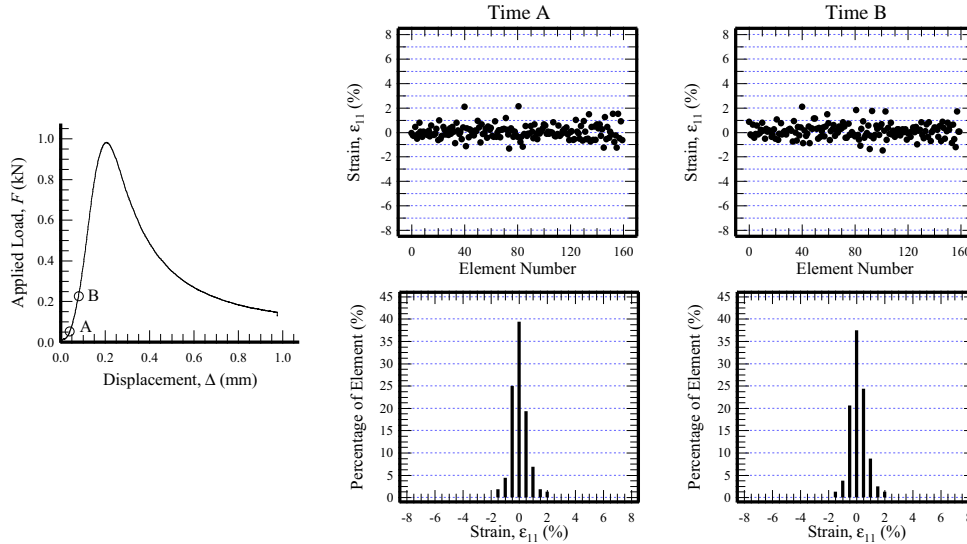 Time A
Time B
8
6
4
2
0
-2
-4
-6
-8
Strain, ε11 (%)
0 40 80 120 160
Element Number
8
6
4
2
0
-2
-4
-6
-8
Strain, ε11 (%)
0 40 80 120 160
Element Number
1.0
0.8
0.6
0.4
0.2
0.0
Applied Load, F (kN)
B
A
0.0 0.2 0.4 0.6 0.8 1.0
Displacement, Δ (mm)
45
40
35
30
25
20
15
10
5
0
Percentage of Element (%)
-8 -6 -4 -2 0 2 4 6 8
Strain, ε11 (%)
45
40
35
30
25
20
15
10
5
0
Percentage of Element (%)
-8 -6 -4 -2 0 2 4 6 8
Strain, ε11 (%)